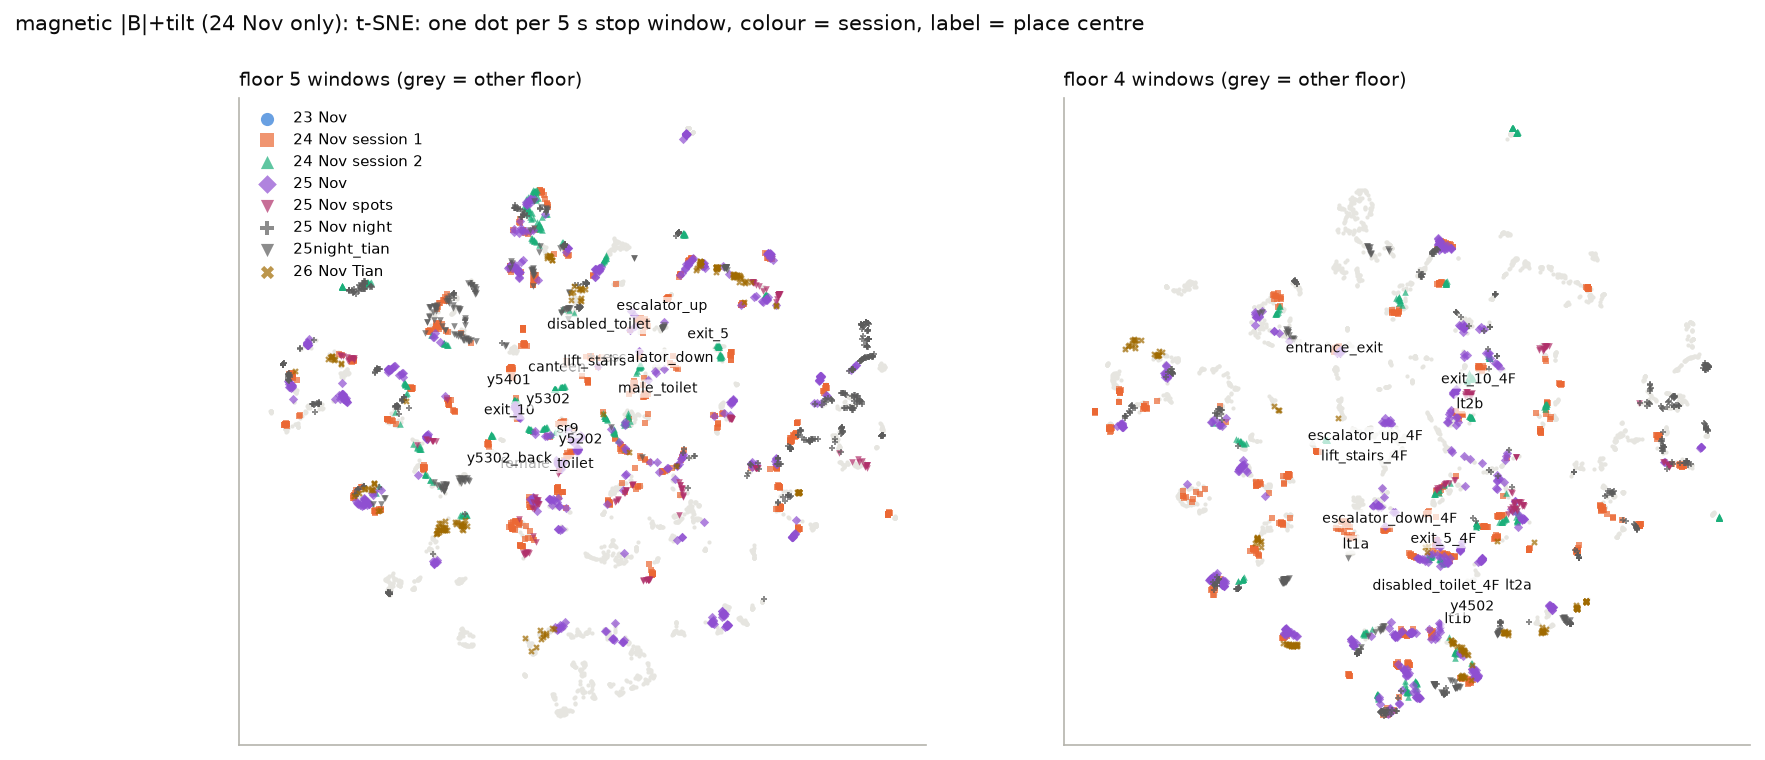 magnetic |B|+tilt (24 Nov only): t-SNE: one dot per 5 s stop window, colour = session, label = place centre
floor 5 windows (grey = other floor)
23 Nov
24 Nov session 1
24 Nov session 2
25 Nov
25 Nov spots
25 Nov night
25night_tian
26 Nov Tian
escalator_up
disabled_toilet
exit_5
lift_stairs
male_toilet
y5401
y5302
exit_10
sr9
y5202
y5302_back
floor 4 windows (grey = other floor)
entrance_exit
exit_10_4F
lt2b
escalator_up_4F
lift_stairs_4F
escalator_down_4F
exit_5_4F
lt1a
disabled_toilet_4F lt2a
y4502
lt1b